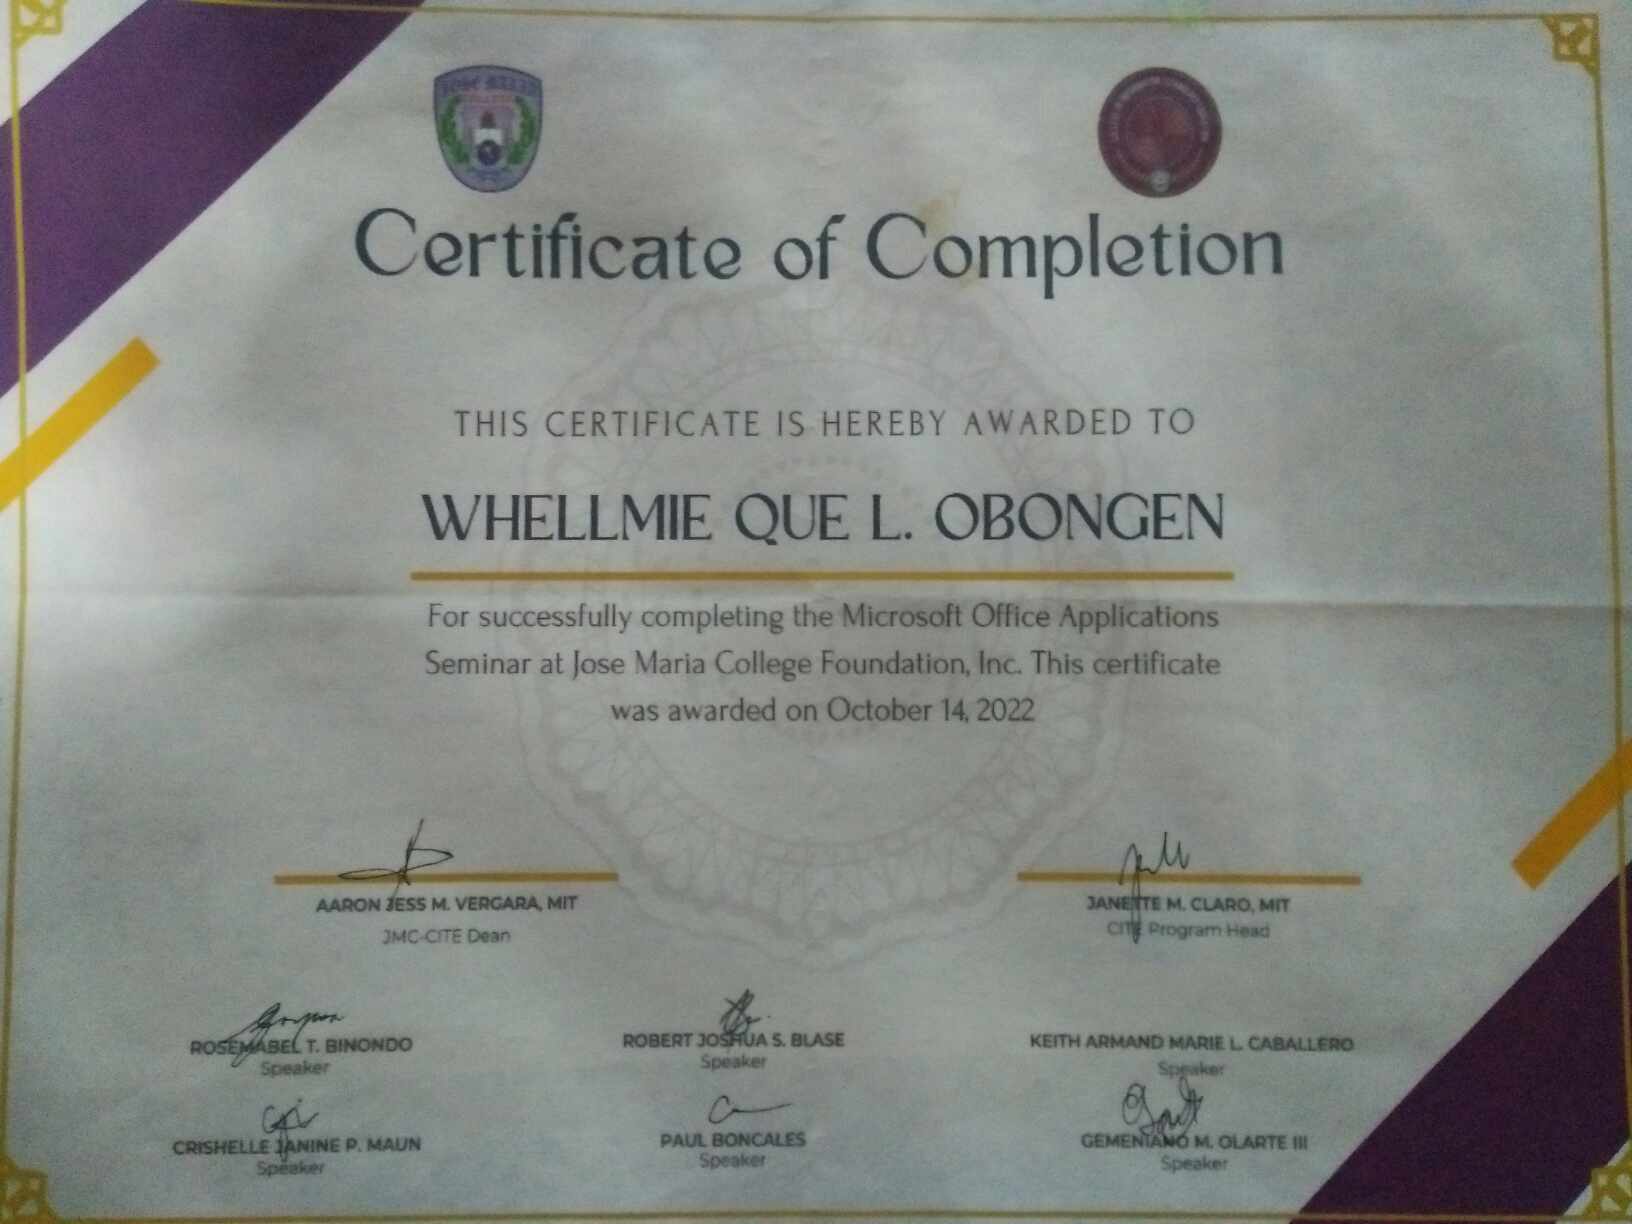 JOSE MARIA
Certificate of Completion
THIS CERTIFICATE IS HEREBY AWARDED TO
WHELLMIE QUE L. OBONGEN
For successfully completing the Microsoft Office Applications
Seminar at Jose Maria College Foundation, Inc. This certificate
was awarded on October 14, 2022
AARON JESS M. VERGARA, MIT
JMC-CITE Dean
JANETTE M. CLARO, MIT
CITE Program Head
ROSEMABEL T. BINONDO
Speaker
ROBERT JOSHUA S. BLASE
Speaker
KEITH ARMAND MARIE L. CABALLERO
Speaker
CRISHELLE JANINE P. MAUN
Speaker
PAUL BONCALES
Speaker
GEMENIANO M. OLARTE III
Speaker